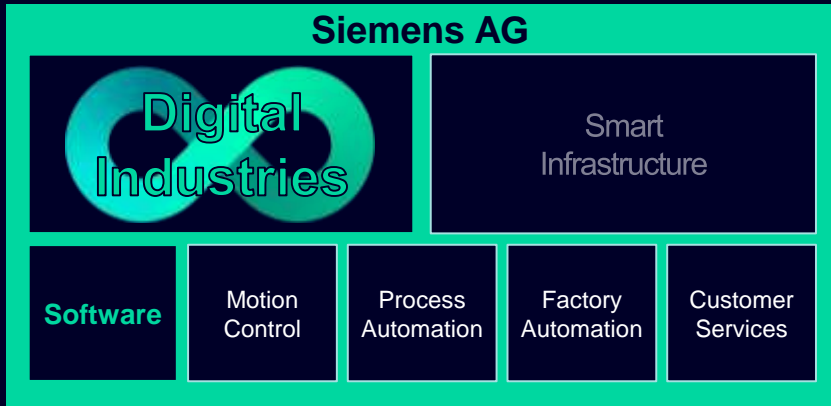 Siemens AG
Digital
Industries
Smart
Infrastructure
Software
Motion
Control
Process
Automation
Factory
Automation
Customer
Services